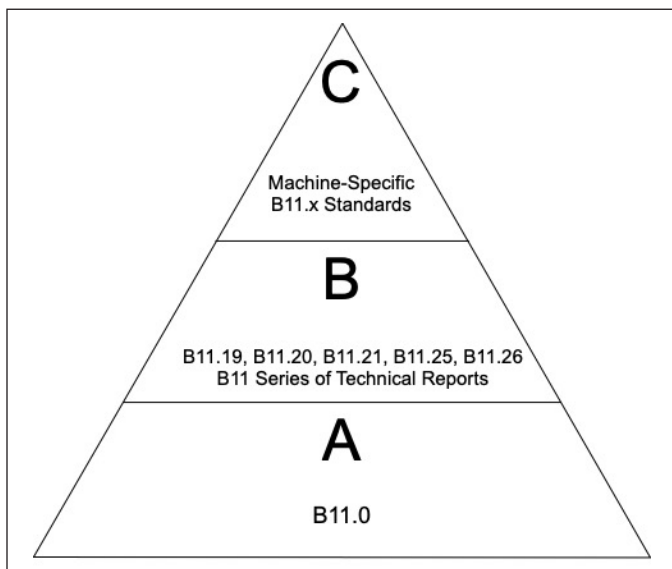 C
Machine-Specific
B11.x Standards
B
B11.19, B11.20, B11.21, B11.25, B11.26
B11 Series of Technical Reports
A
B11.0